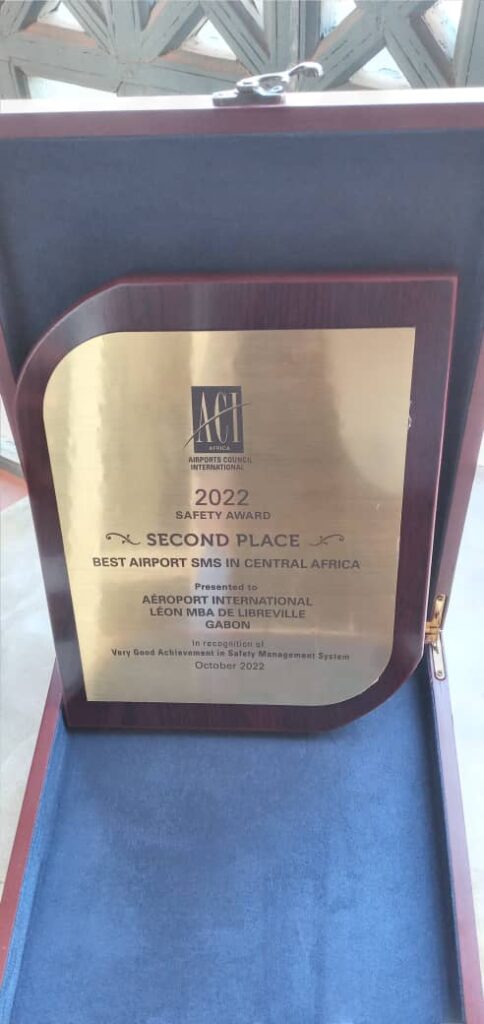 ACI
AFRICA
AIRPORTS COUNCIL
INTERNATIONAL
2022
SAFETY AWARD
SECOND PLACE
BEST AIRPORT SMS IN CENTRAL AFRICA
Presented to
AÉROPORT INTERNATIONAL
LÉON MBA DE LIBREVILLE
GABON
In recognition of
Very Good Achievement in Safety Management System
October 2022